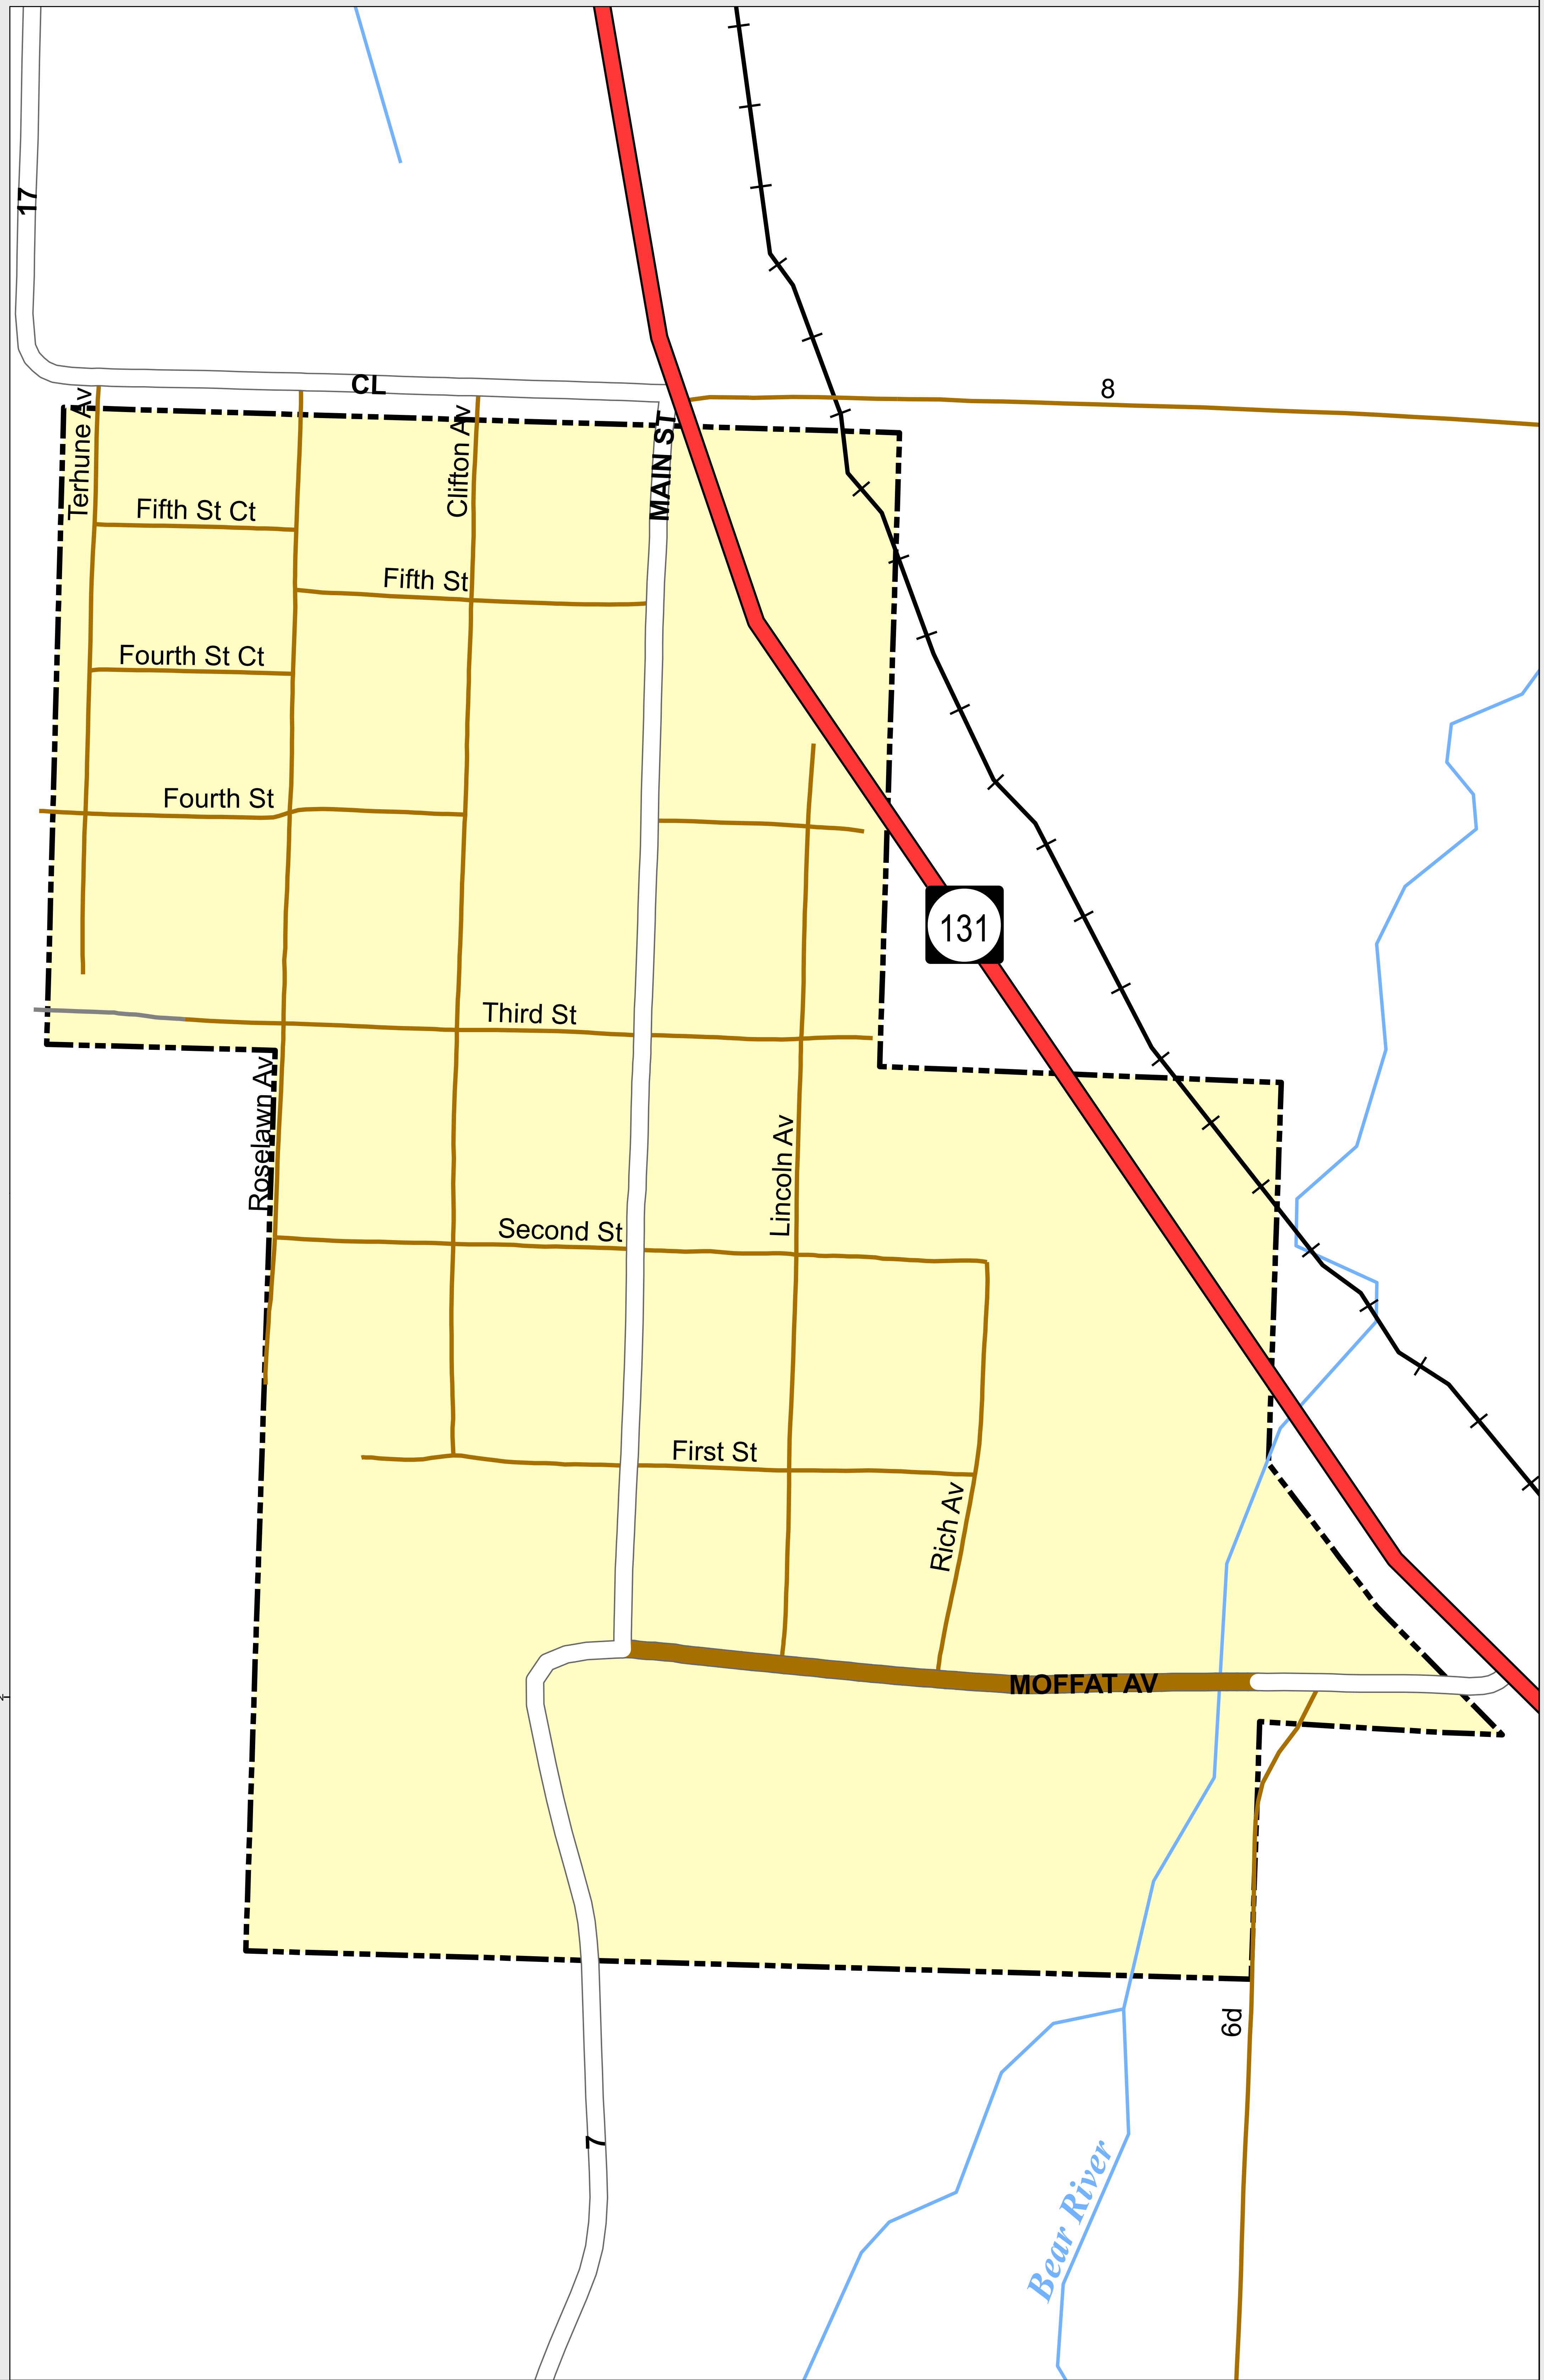 17
CL
8
Terhune Av
Clifton Av
MAIN ST
Fifth St Ct
Fifth St
Fourth St Ct
Fourth St
131
Third St
Roselawn Av
Lincoln Av
Second St
First St
Rich Av
MOFFAT AV
6d
7
Bear River